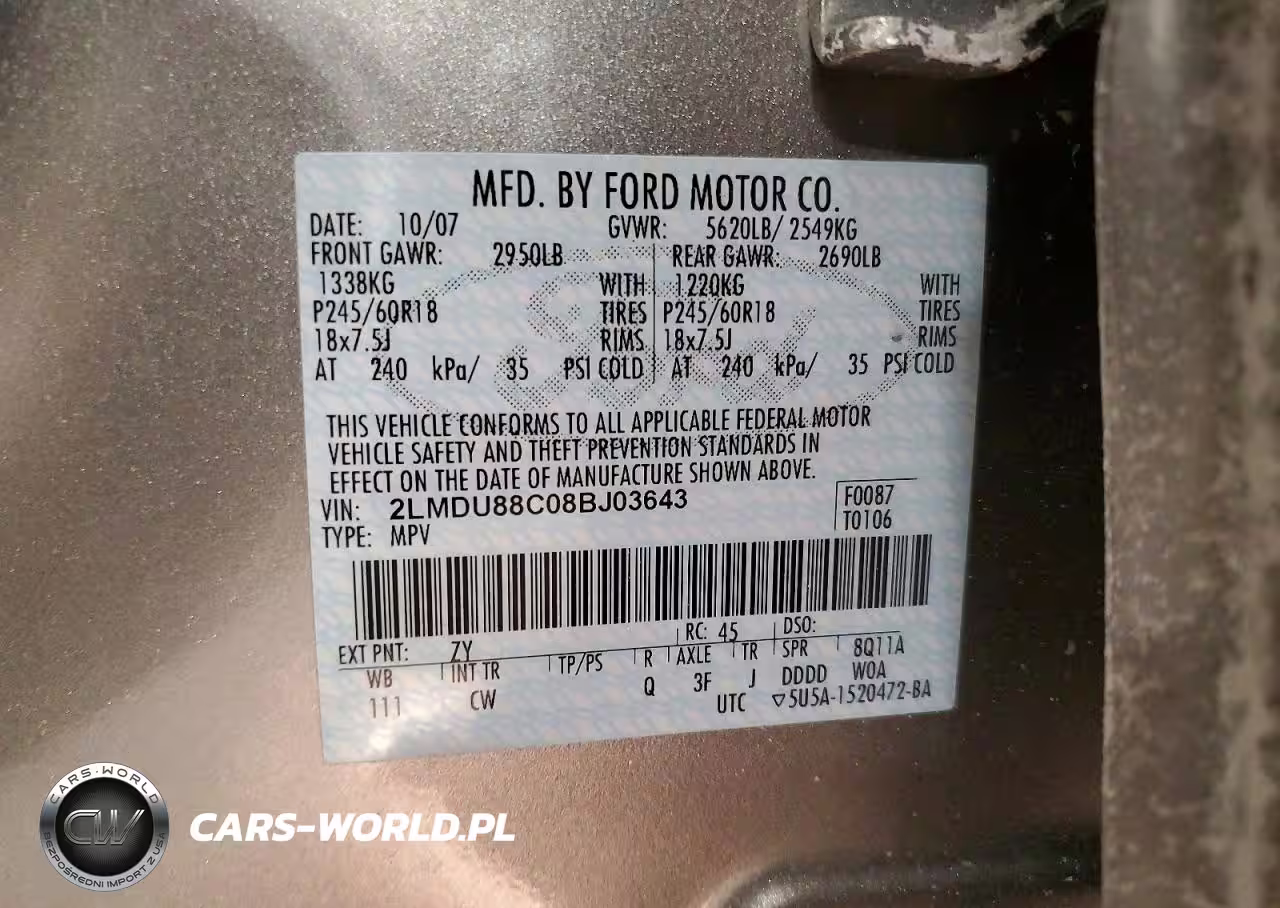 MFD. BY FORD MOTOR CO.
DATE: 10/07 GVWR: 5620LB/ 2549KG
FRONT GAWR: 2950LB REAR GAWR: 2690LB
1338KG WITH 1220KG WITH
P245/60R18 TIRES P245/60R18 TIRES
18x7.5J RIMS 18x7.5J RIMS
AT 240 kPa/ 35 PSI COLD AT 240 kPa/ 35 PSI COLD
THIS VEHICLE CONFORMS TO ALL APPLICABLE FEDERAL MOTOR
VEHICLE SAFETY AND THEFT PREVENTION STANDARDS IN
EFFECT ON THE DATE OF MANUFACTURE SHOWN ABOVE.
VIN: 2LMDU88C08BJ03643 F0087
TYPE: MPV T0106
RC: 45 DSO:
EXT PNT: ZY
WB INT TR TP/PS R AXLE TR SPR 8Q11A
111 CW Q 3F J DDDD W0A
UTC ▽5U5A-1520472-BA
CARS-WORLD
CW
BEZPOŚREDNI IMPORT Z USA
CARS-WORLD.PL